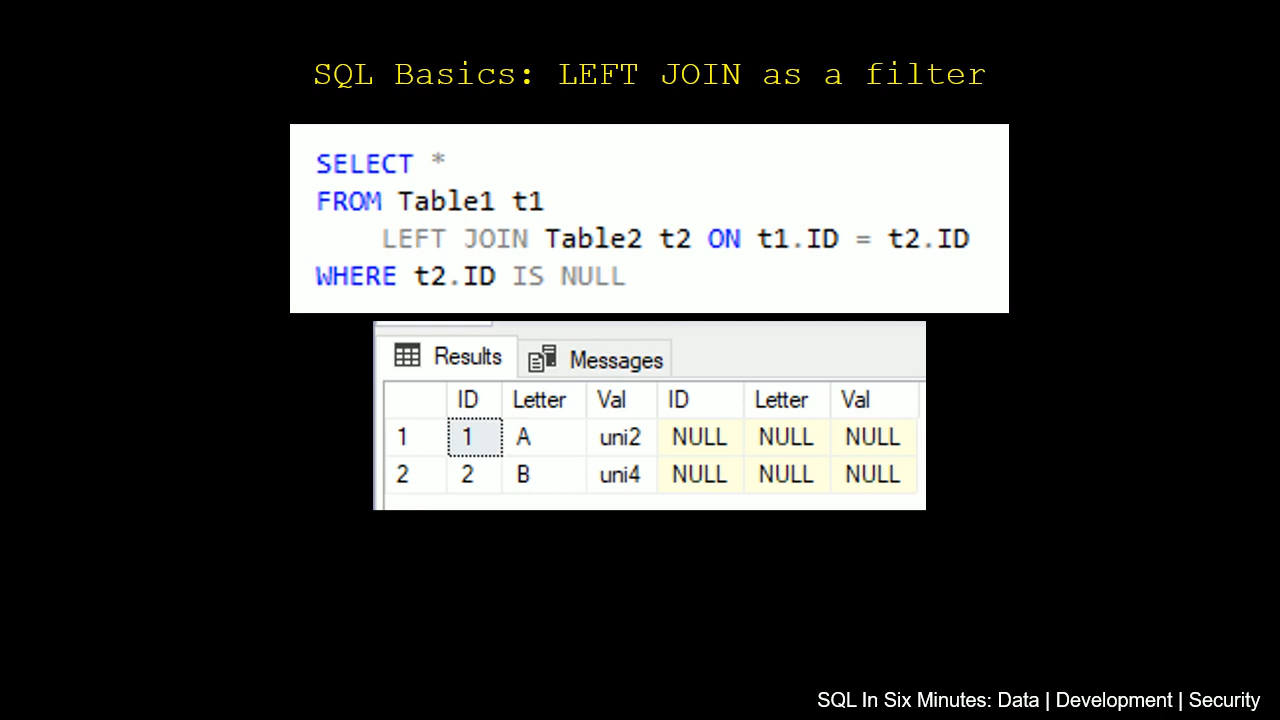 SQL Basics: LEFT JOIN as a filter
SELECT *
FROM Table1 t1
LEFT JOIN Table2 t2 ON t1.ID = t2.ID
WHERE t2.ID IS NULL
Results Messages
ID Letter Val ID Letter Val
1 1 A uni2 NULL NULL NULL
2 2 B uni4 NULL NULL NULL
SQL In Six Minutes: Data | Development | Security